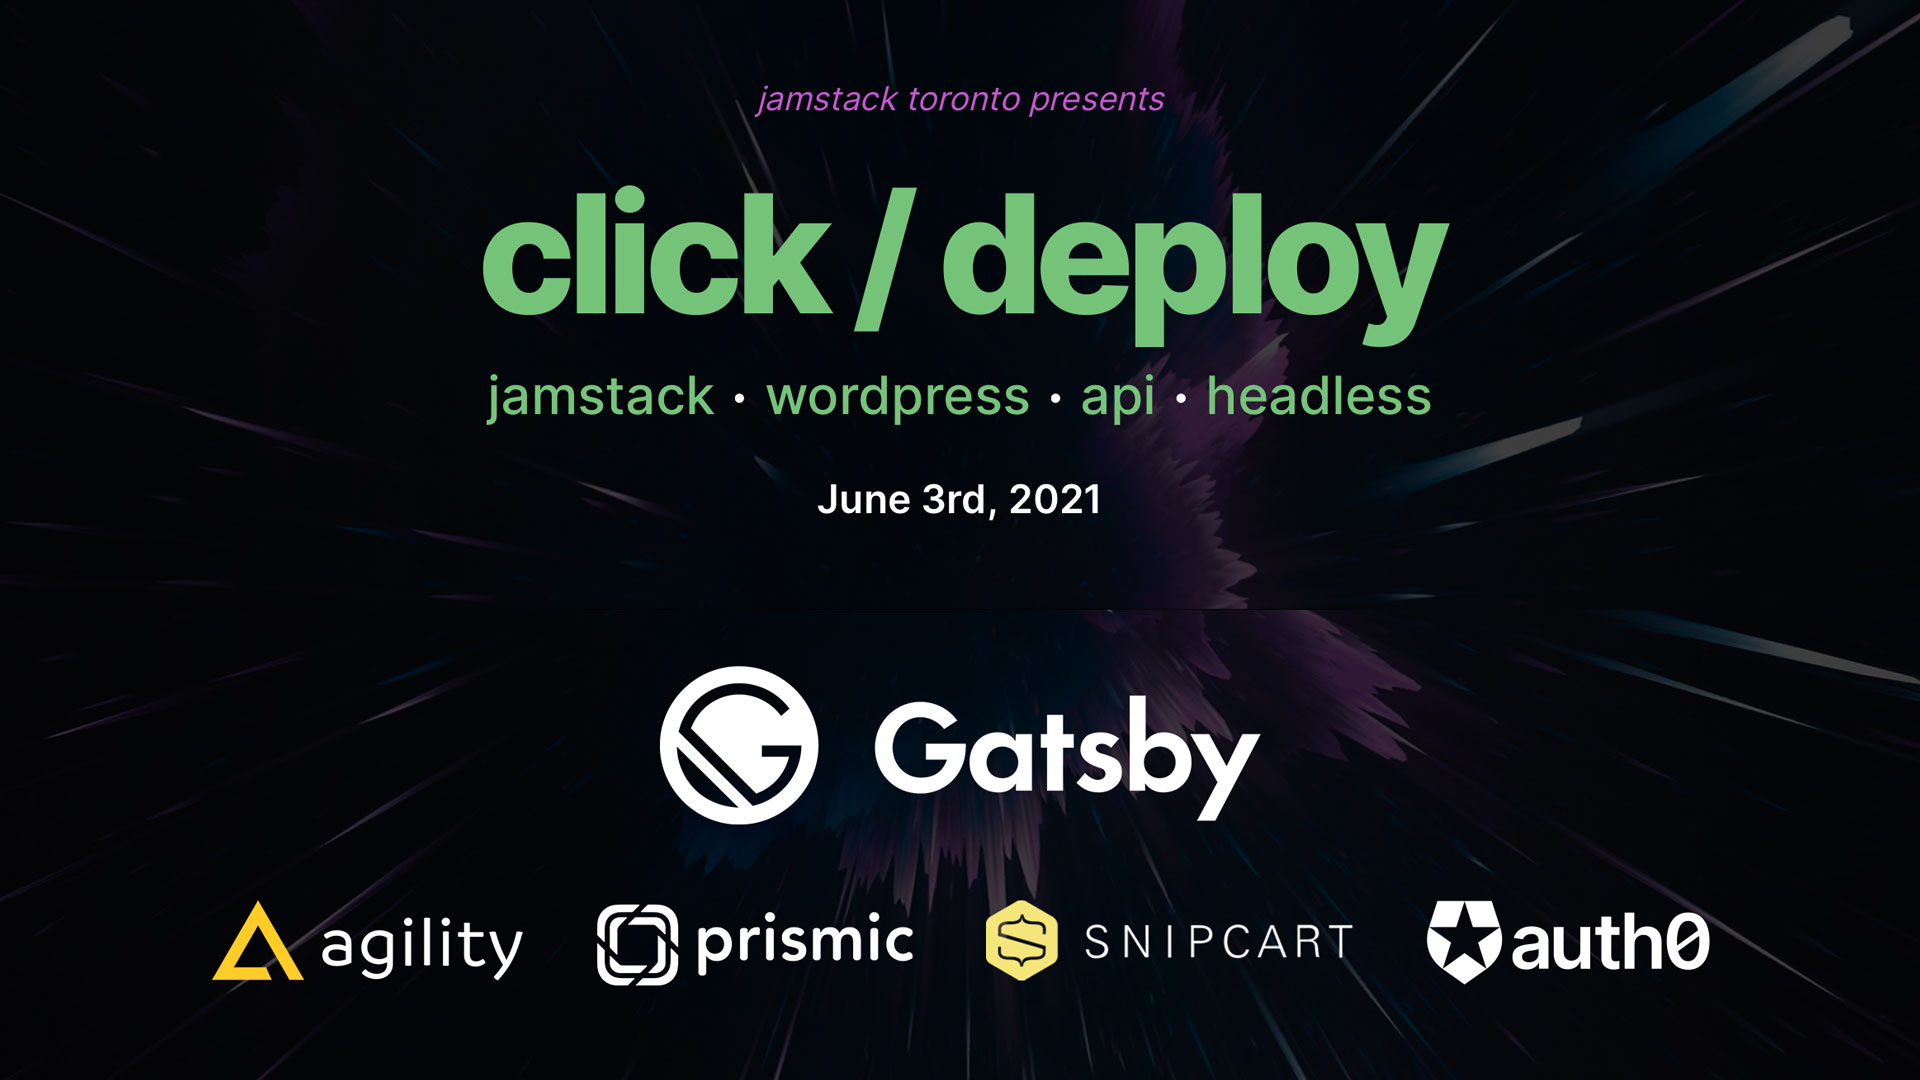 jamstack toronto presents
click / deploy
jamstack · wordpress · api · headless
June 3rd, 2021
Gatsby
agility prismic SNIPCART auth0